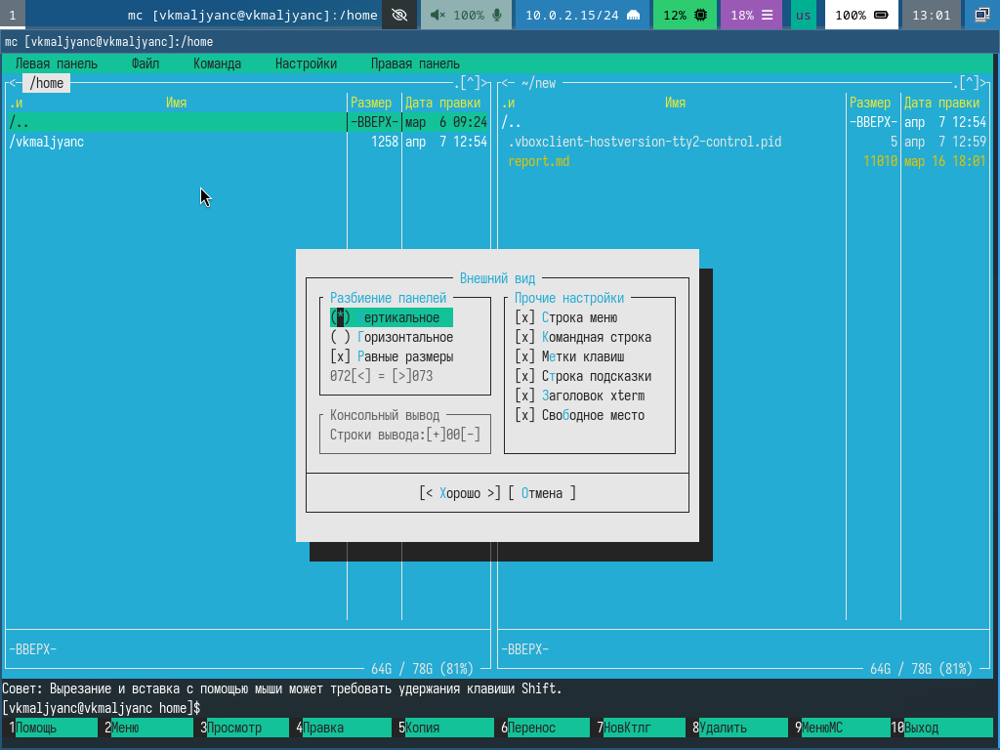 1 mc [vkmaljyanc@vkmaljyanc]:/home 100% 10.0.2.15/24 12% 18% us 100% 13:01
mc [vkmaljyanc@vkmaljyanc]:/home
Левая панель Файл Команда Настройки Правая панель
<─ /home .[^]> <─ ~/new .[^]>
.и Имя Размер Дата правки .и Имя Размер Дата правки
/.. -ВВЕРХ- мар 6 09:24 /.. -ВВЕРХ- апр 7 12:54
/vkmaljyanc 1258 апр 7 12:54 .vboxclient-hostversion-tty2-control.pid 5 апр 7 12:59
report.md 11010 мар 16 18:01
Внешний вид
Разбиение панелей Прочие настройки
(*) ертикальное [x] Строка меню
( ) Горизонтальное [x] Командная строка
[x] Равные размеры [x] Метки клавиш
072[<] = [>]073 [x] Строка подсказки
[x] Заголовок xterm
Консольный вывод [x] Свободное место
Строки вывода:[+]00[-]
[< Хорошо >] [ Отмена ]
-ВВЕРХ- -ВВЕРХ-
64G / 78G (81%) 64G / 78G (81%)
Совет: Вырезание и вставка с помощью мыши может требовать удержания клавиши Shift.
[vkmaljyanc@vkmaljyanc home]$
1Помощь 2Меню 3Просмотр 4Правка 5Копия 6Перенос 7НовКтлг 8Удалить 9МенюМС 10Выход